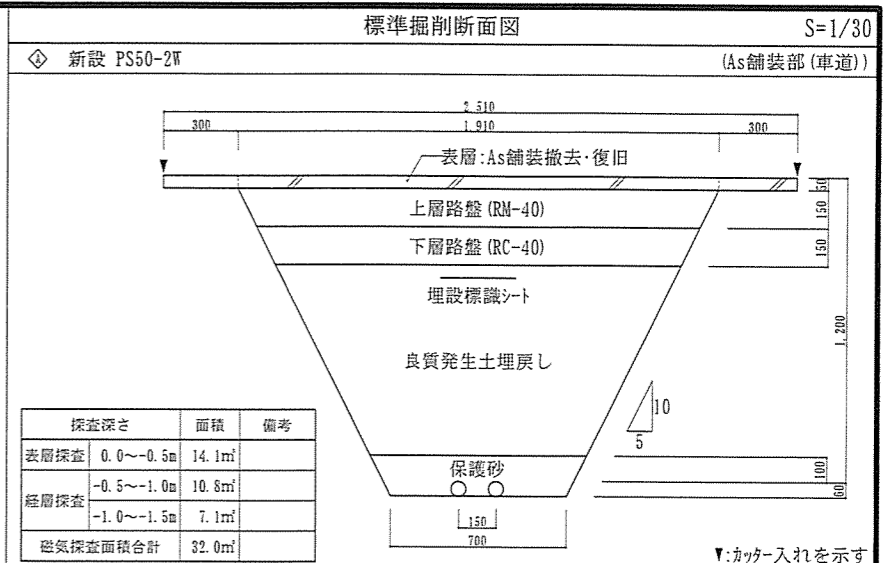 標準掘削断面図 S=1/30
新設 PS50-2W (As舗装部(車道))
2,510
300 1,910 300
表層:As舗装撤去・復旧
50
上層路盤(RM-40)
150
下層路盤(RC-40)
150
埋設標識シート
1,200
良質発生土埋戻し
10
5
保護砂
100
60
150
700
探査深さ 面積 備考
表層探査 0.0~-0.5m 14.1㎡
経層探査 -0.5~-1.0m 10.8㎡
-1.0~-1.5m 7.1㎡
磁気探査面積合計 32.0㎡
▼:カッター入れを示す